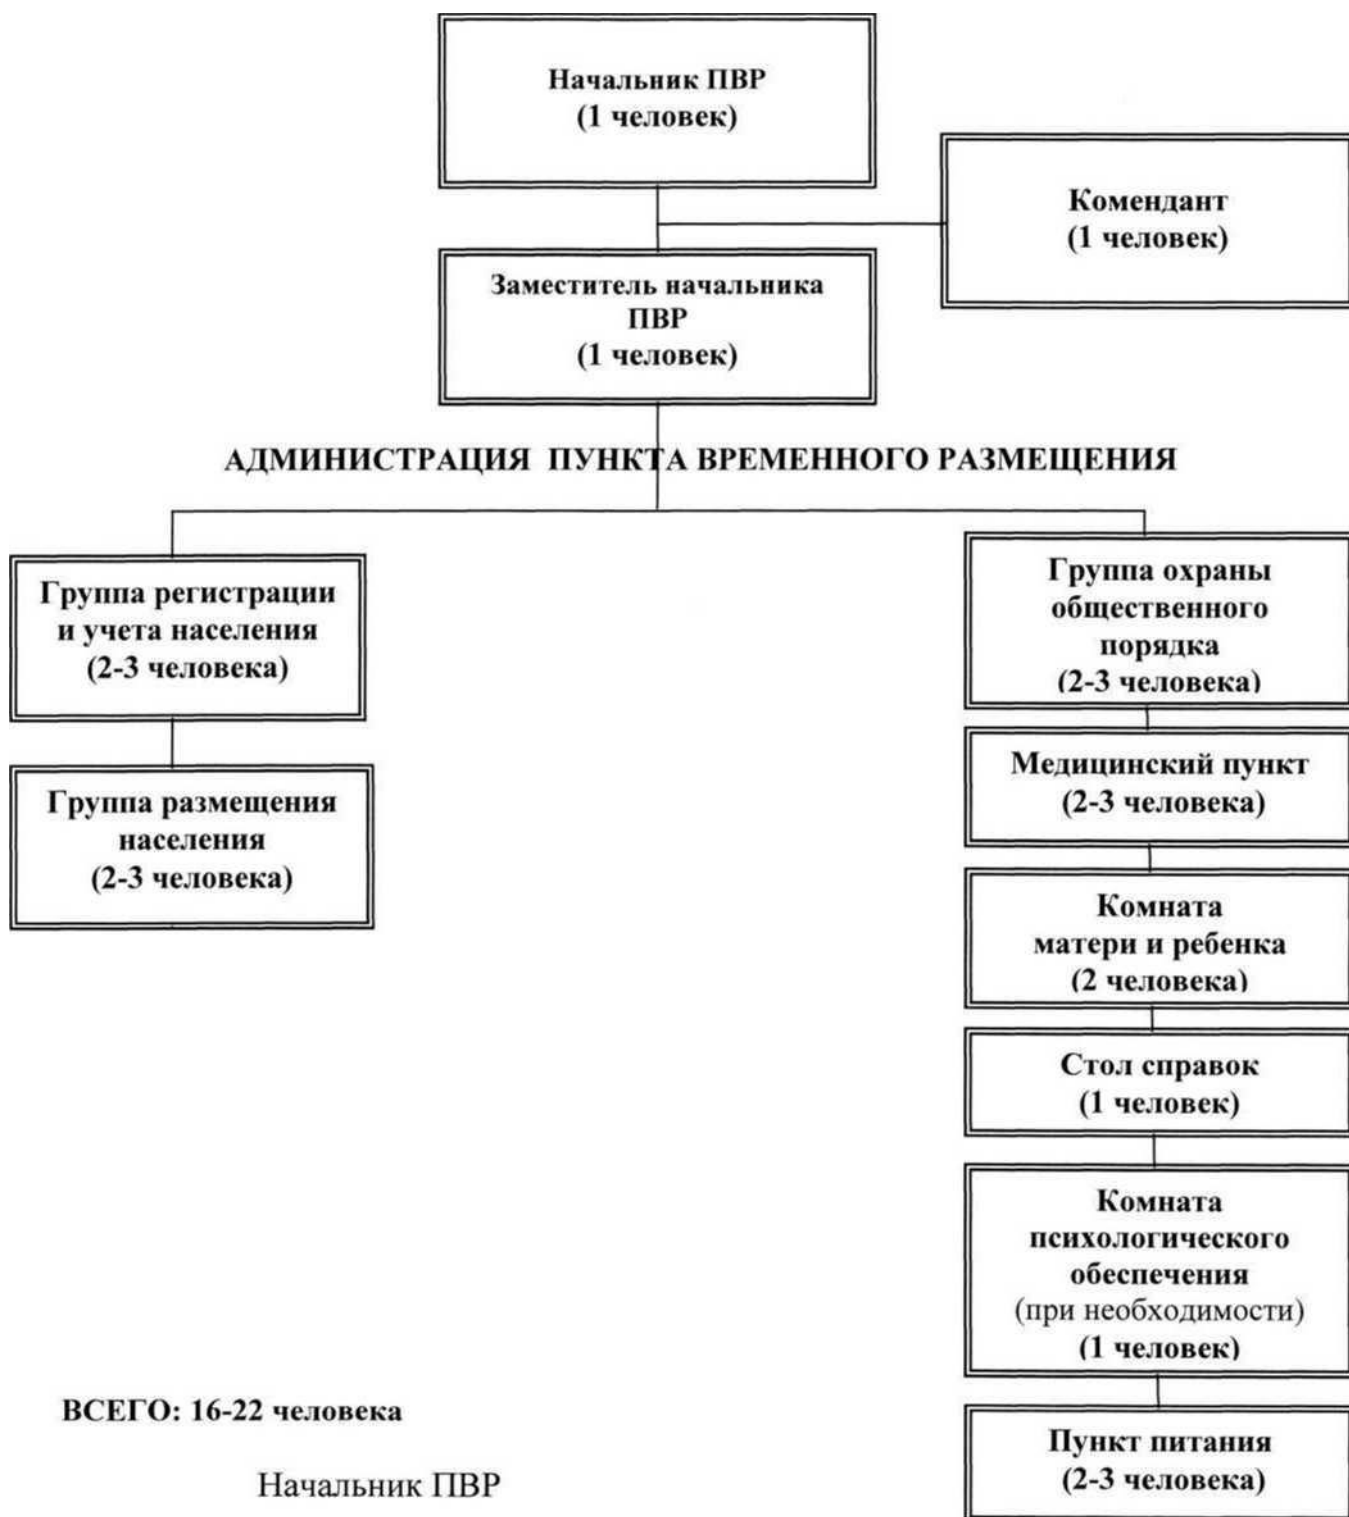 Начальник ПВР
(1 человек)
Комендант
(1 человек)
Заместитель начальника
ПВР
(1 человек)
АДМИНИСТРАЦИЯ ПУНКТА ВРЕМЕННОГО РАЗМЕЩЕНИЯ
Группа регистрации
и учета населения
(2-3 человека)
Группа размещения
населения
(2-3 человека)
Группа охраны
общественного
порядка
(2-3 человека)
Медицинский пункт
(2-3 человека)
Комната
матери и ребенка
(2 человека)
Стол справок
(1 человек)
Комната
психологического
обеспечения
(при необходимости)
(1 человек)
Пункт питания
(2-3 человека)
ВСЕГО: 16-22 человека
Начальник ПВР